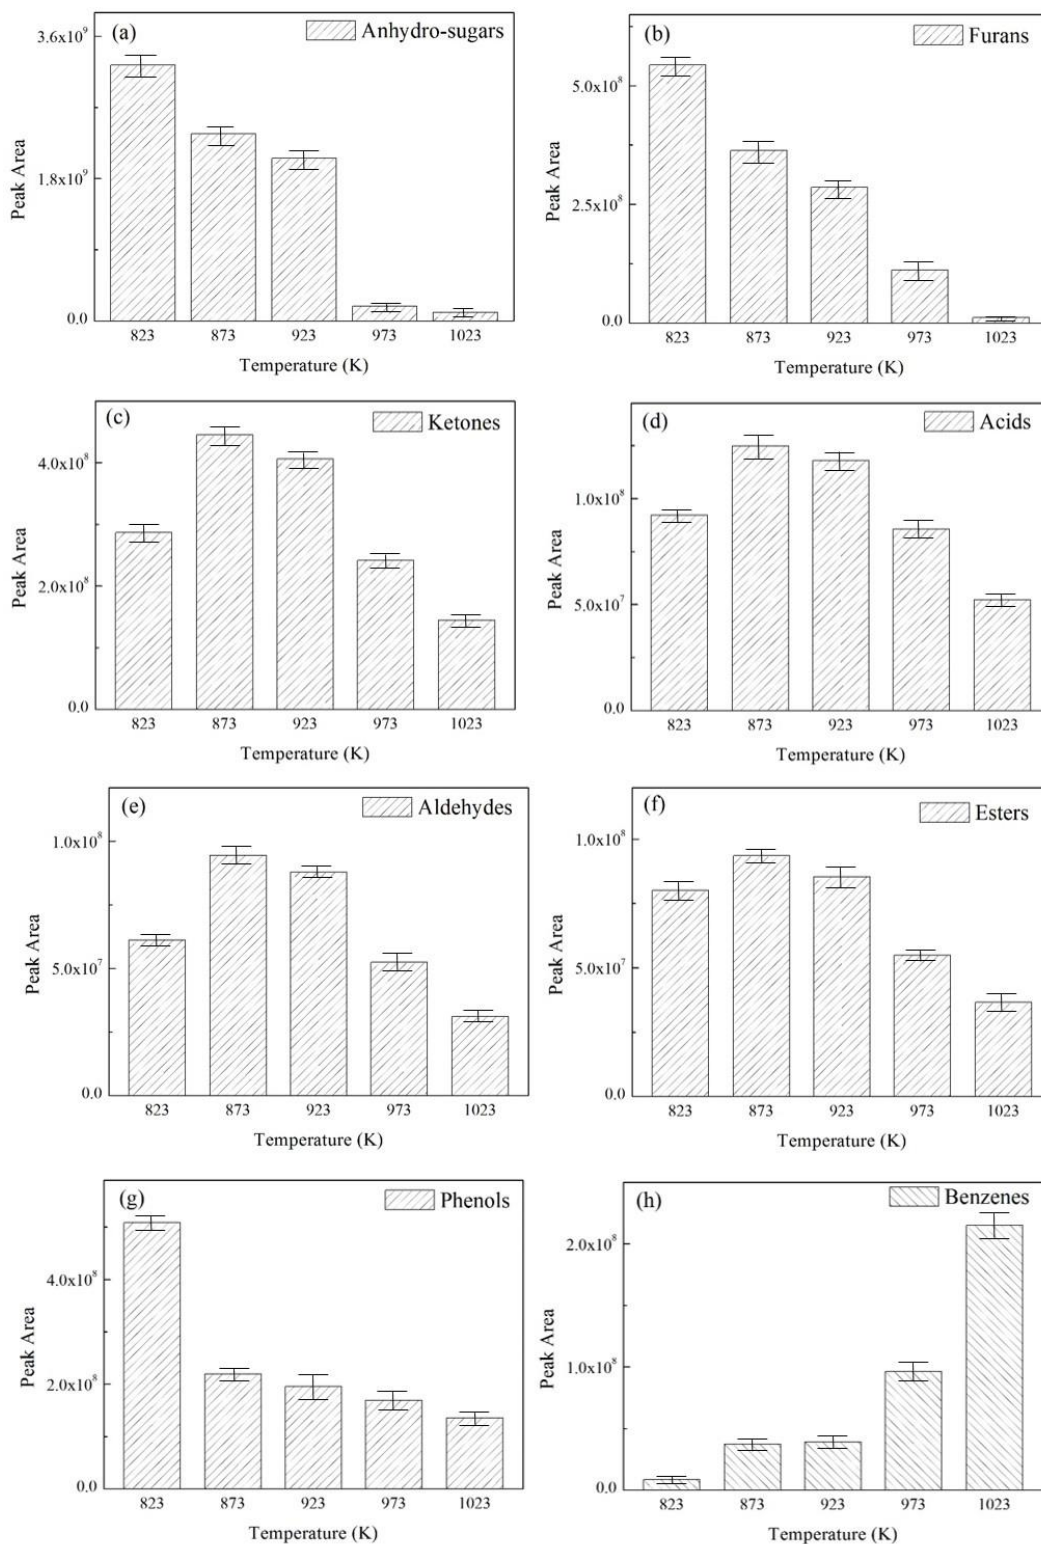 (a)
Anhydro-sugars
3.6x10⁹
1.8x10⁹
0.0
Peak Area
823 873 923 973 1023
Temperature (K)
(b)
Furans
5.0x10⁸
2.5x10⁸
0.0
Peak Area
823 873 923 973 1023
Temperature (K)
(c)
Ketones
4.0x10⁸
2.0x10⁸
0.0
Peak Area
823 873 923 973 1023
Temperature (K)
(d)
Acids
1.0x10⁸
5.0x10⁷
0.0
Peak Area
823 873 923 973 1023
Temperature (K)
(e)
Aldehydes
1.0x10⁸
5.0x10⁷
0.0
Peak Area
823 873 923 973 1023
Temperature (K)
(f)
Esters
1.0x10⁸
5.0x10⁷
0.0
Peak Area
823 873 923 973 1023
Temperature (K)
(g)
Phenols
4.0x10⁸
2.0x10⁸
0.0
Peak Area
823 873 923 973 1023
Temperature (K)
(h)
Benzenes
2.0x10⁸
1.0x10⁸
0.0
Peak Area
823 873 923 973 1023
Temperature (K)